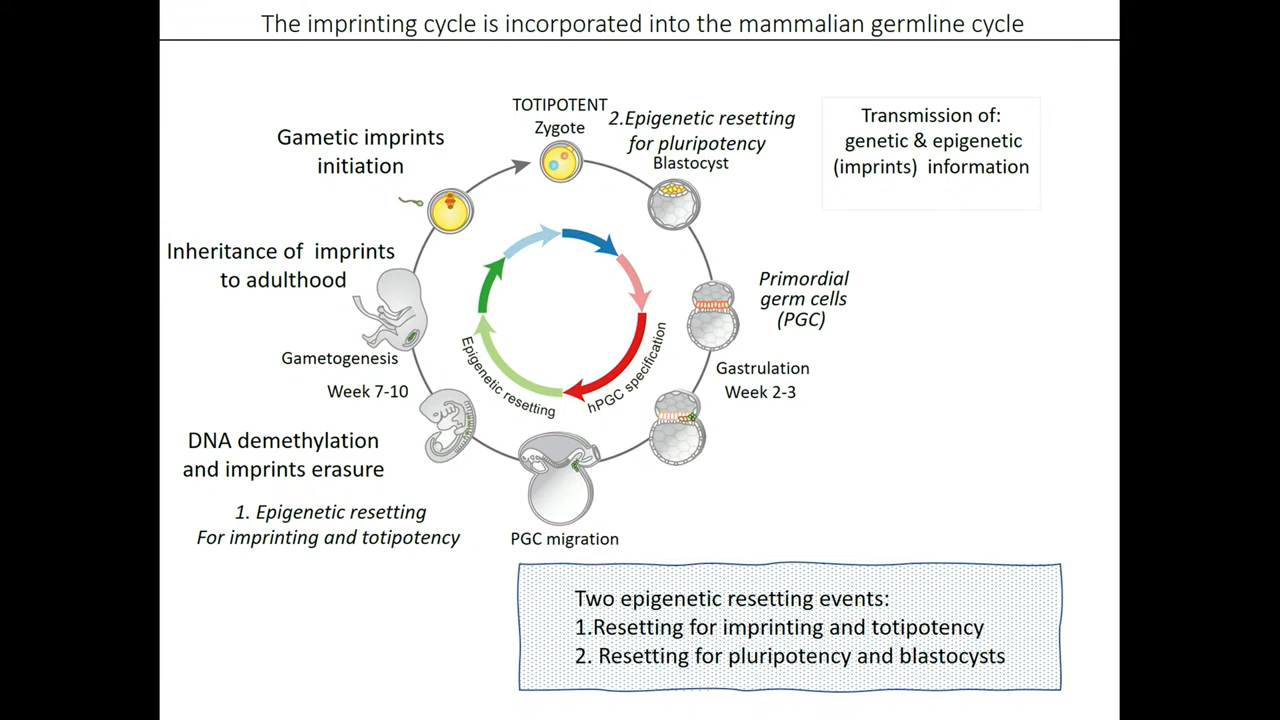 The imprinting cycle is incorporated into the mammalian germline cycle
TOTIPOTENT
Zygote
2.Epigenetic resetting
for pluripotency
Blastocyst
Transmission of:
genetic & epigenetic
(imprints) information
Gametic imprints
initiation
Inheritance of imprints
to adulthood
Primordial
germ cells
(PGC)
Gametogenesis
Week 7-10
Gastrulation
Week 2-3
Epigenetic resetting
hPGC specification
DNA demethylation
and imprints erasure
1. Epigenetic resetting
For imprinting and totipotency
PGC migration
Two epigenetic resetting events:
1.Resetting for imprinting and totipotency
2. Resetting for pluripotency and blastocysts